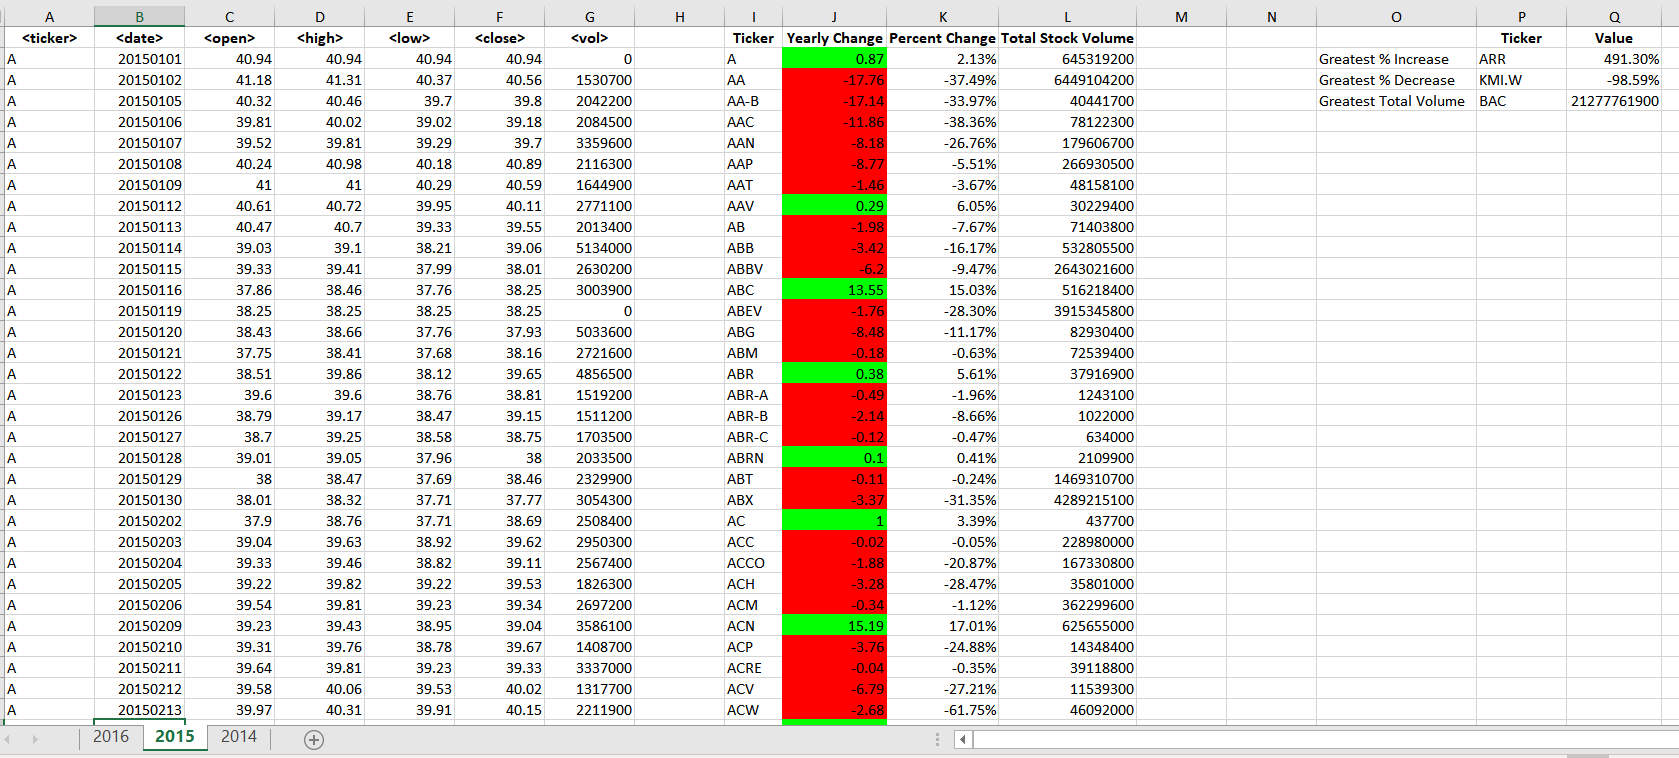 A B C D E F G H I J K L M N O P Q
<ticker> <date> <open> <high> <low> <close> <vol> Ticker Yearly Change Percent Change Total Stock Volume Ticker Value
A 20150101 40.94 40.94 40.94 40.94 0 A 0.87 2.13% 645319200 Greatest % Increase ARR 491.30%
A 20150102 41.18 41.31 40.37 40.56 1530700 AA -17.76 -37.49% 6449104200 Greatest % Decrease KMI.W -98.59%
A 20150105 40.32 40.46 39.7 39.8 2042200 AA-B -17.14 -33.97% 40441700 Greatest Total Volume BAC 21277761900
A 20150106 39.81 40.02 39.02 39.18 2084500 AAC -11.86 -38.36% 78122300
A 20150107 39.52 39.81 39.29 39.7 3359600 AAN -8.18 -26.76% 179606700
A 20150108 40.24 40.98 40.18 40.89 2116300 AAP -8.77 -5.51% 266930500
A 20150109 41 41 40.29 40.59 1644900 AAT -1.46 -3.67% 48158100
A 20150112 40.61 40.72 39.95 40.11 2771100 AAV 0.29 6.05% 30229400
A 20150113 40.47 40.7 39.33 39.55 2013400 AB -1.98 -7.67% 71403800
A 20150114 39.03 39.1 38.21 39.06 5134000 ABB -3.42 -16.17% 532805500
A 20150115 39.33 39.41 37.99 38.01 2630200 ABBV -6.2 -9.47% 2643021600
A 20150116 37.86 38.46 37.76 38.25 3003900 ABC 13.55 15.03% 516218400
A 20150119 38.25 38.25 38.25 38.25 0 ABEV -1.76 -28.30% 3915345800
A 20150120 38.43 38.66 37.76 37.93 5033600 ABG -8.48 -11.17% 82930400
A 20150121 37.75 38.41 37.68 38.16 2721600 ABM -0.18 -0.63% 72539400
A 20150122 38.51 39.86 38.12 39.65 4856500 ABR 0.38 5.61% 37916900
A 20150123 39.6 39.6 38.76 38.81 1519200 ABR-A -0.49 -1.96% 1243100
A 20150126 38.79 39.17 38.47 39.15 1511200 ABR-B -2.14 -8.66% 1022000
A 20150127 38.7 39.25 38.58 38.75 1703500 ABR-C -0.12 -0.47% 634000
A 20150128 39.01 39.05 37.96 38 2033500 ABRN 0.1 0.41% 2109900
A 20150129 38 38.47 37.69 38.46 2329900 ABT -0.11 -0.24% 1469310700
A 20150130 38.01 38.32 37.71 37.77 3054300 ABX -3.37 -31.35% 4289215100
A 20150202 37.9 38.76 37.71 38.69 2508400 AC 1 3.39% 437700
A 20150203 39.04 39.63 38.92 39.62 2950300 ACC -0.02 -0.05% 228980000
A 20150204 39.33 39.46 38.82 39.11 2567400 ACCO -1.88 -20.87% 167330800
A 20150205 39.22 39.82 39.22 39.53 1826300 ACH -3.28 -28.47% 35801000
A 20150206 39.54 39.81 39.23 39.34 2697200 ACM -0.34 -1.12% 362299600
A 20150209 39.23 39.43 38.95 39.04 3586100 ACN 15.19 17.01% 625655000
A 20150210 39.31 39.76 38.78 39.67 1408700 ACP -3.76 -24.88% 14348400
A 20150211 39.64 39.81 39.23 39.33 3337000 ACRE -0.04 -0.35% 39118800
A 20150212 39.58 40.06 39.53 40.02 1317700 ACV -6.79 -27.21% 11539300
A 20150213 39.97 40.31 39.91 40.15 2211900 ACW -2.68 -61.75% 46092000
2016 2015 2014